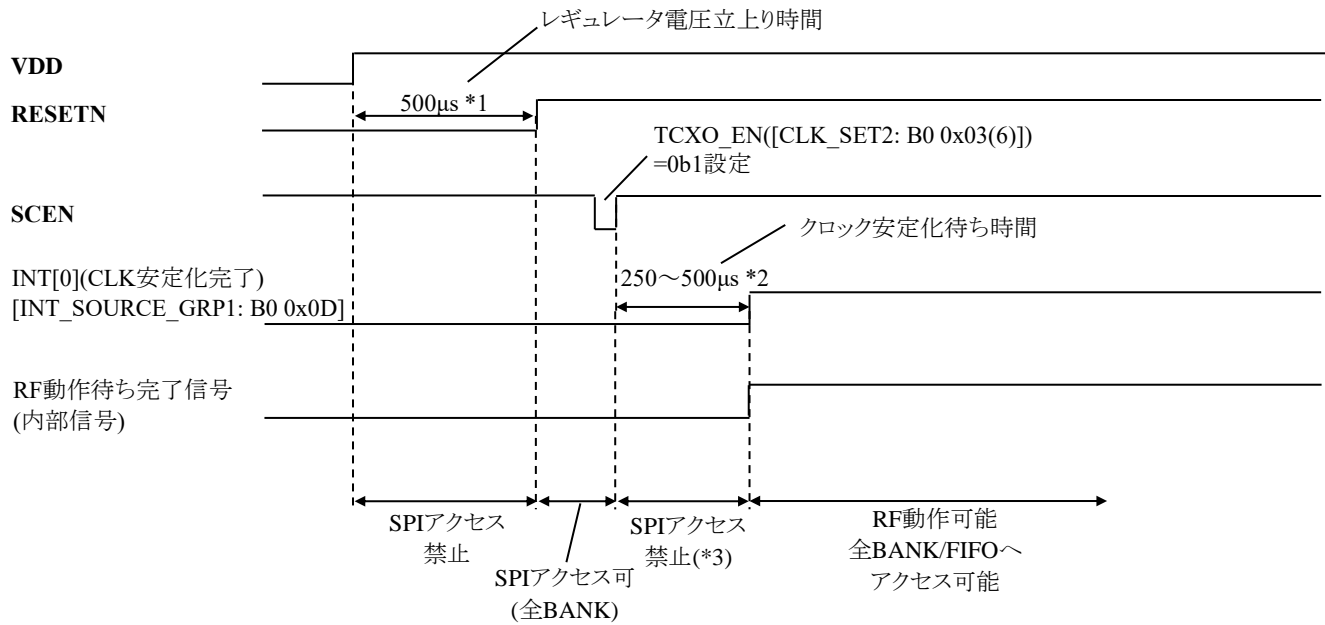 レギュレータ電圧立上り時間
VDD
500μs *1
RESETN
TCXO_EN([CLK_SET2: B0 0x03(6)])
=0b1設定
SCEN
クロック安定化待ち時間
INT[0](CLK安定化完了)
250～500μs *2
[INT_SOURCE_GRP1: B0 0x0D]
RF動作待ち完了信号
(内部信号)
SPIアクセス
禁止
SPIアクセス可
(全BANK)
SPIアクセス
禁止(*3)
RF動作可能
全BANK/FIFOへ
アクセス可能